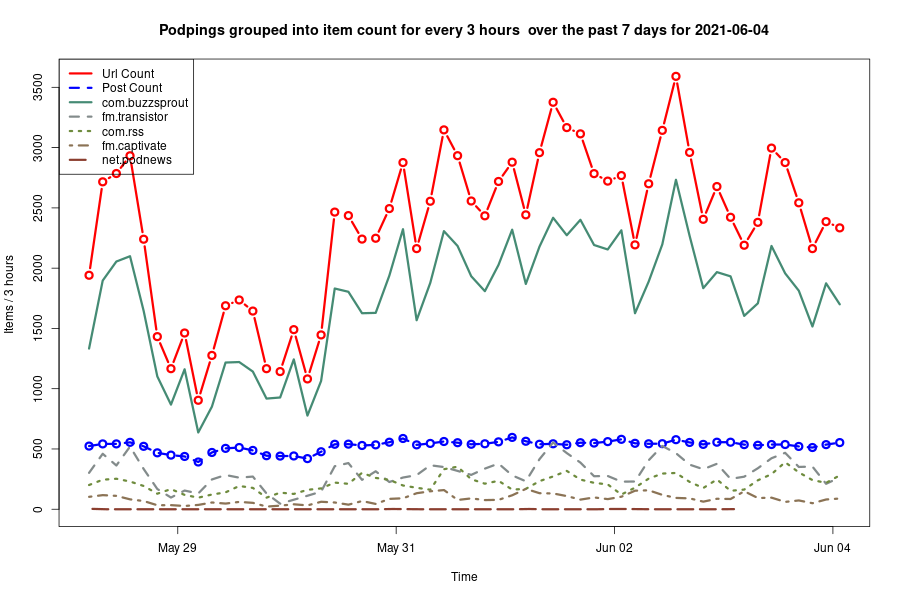 Podpings grouped into item count for every 3 hours  over the past 7 days for 2021-06-04
Url Count
Post Count
com.buzzsprout
fm.transistor
com.rss
fm.captivate
net.podnews
Items / 3 hours
3500
3000
2500
2000
1500
1000
500
0
May 29
May 31
Jun 02
Jun 04
Time